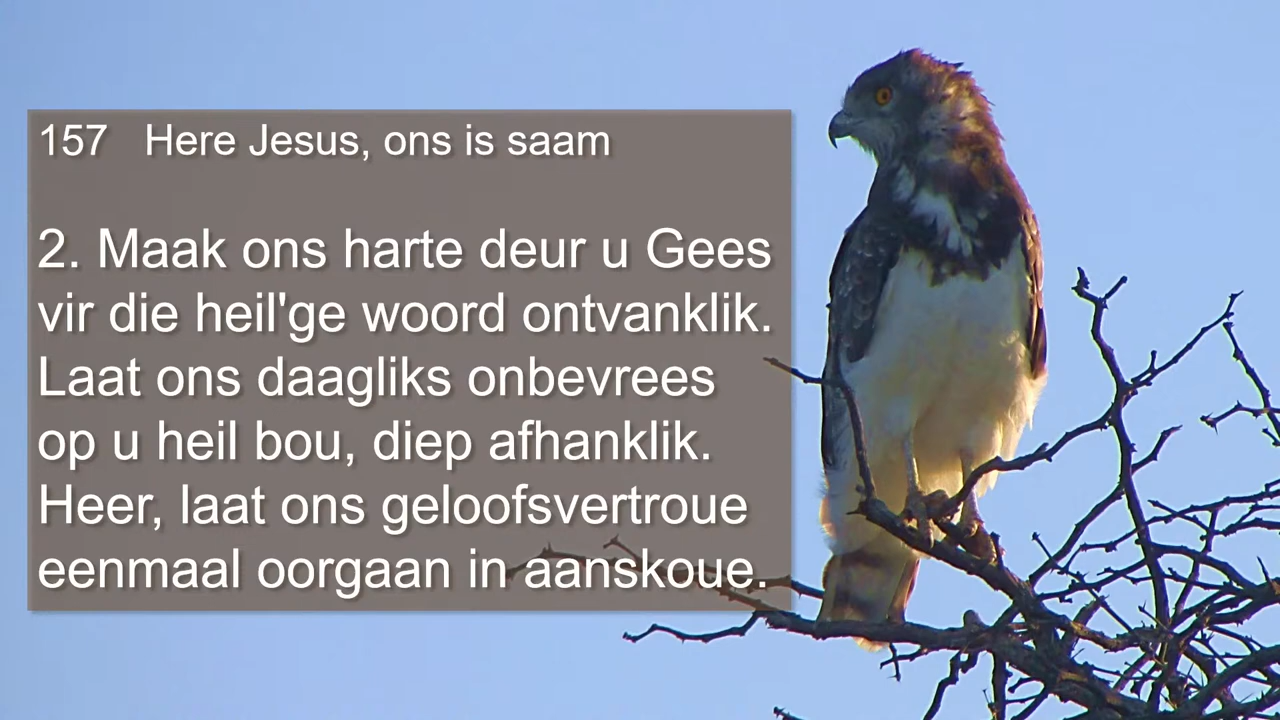 157 Here Jesus, ons is saam
2. Maak ons harte deur u Gees
vir die heil'ge woord ontvanklik.
Laat ons daagliks onbevrees
op u heil bou, diep afhanklik.
Heer, laat ons geloofsvertroue
eenmaal oorgaan in aanskoue.